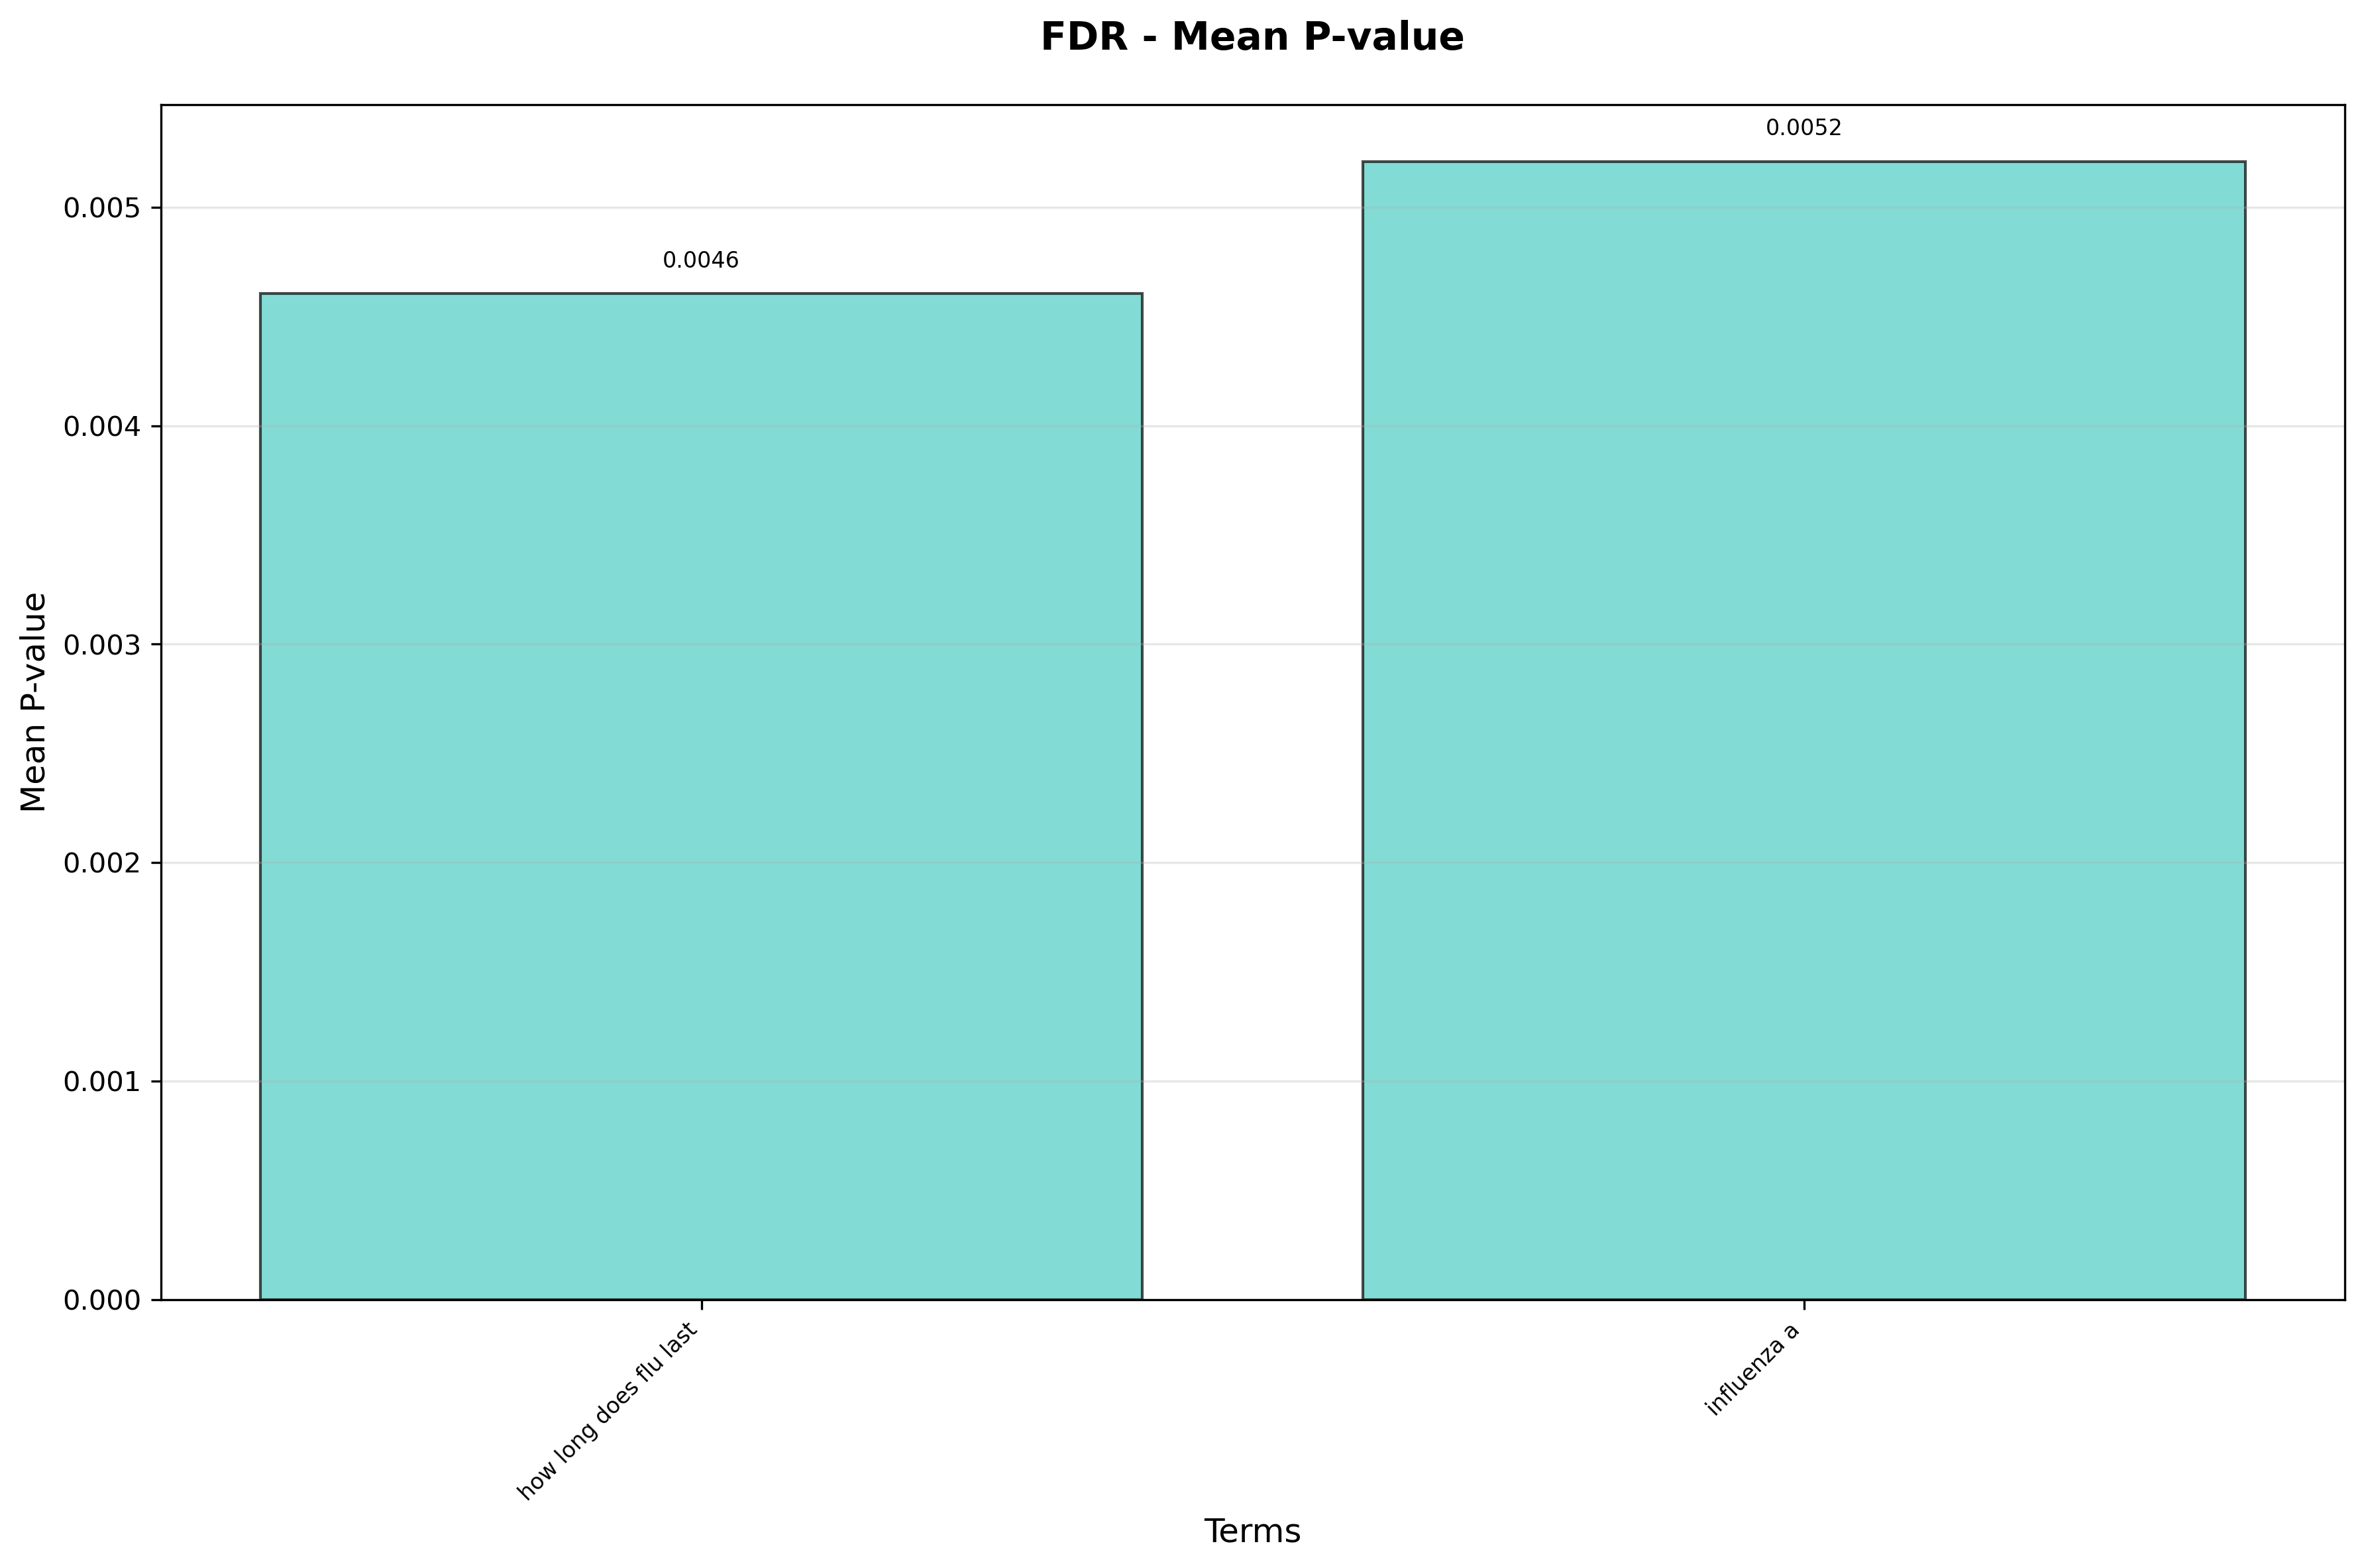 FDR - Mean P-value
0.0052
0.005
0.0046
0.004
0.003
0.002
0.001
0.000
Mean P-value
how long does flu last
influenza a
Terms